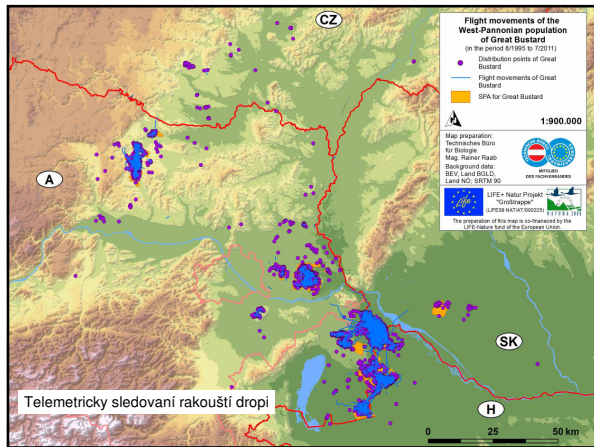 CZ
Flight movements of the
West-Pannonian population
of Great Bustard
(in the period 8/1995 to 7/2011)
Distribution points of Great
Bustard
Flight movements of Great
Bustard
SPA for Great Bustard
1:900.000
Map preparation:
Technisches Büro
für Biologie
Mag. Rainer Raab
Background data:
BEV, Land BGLD,
Land NÖ; SRTM 90
MITGLIED
DES FACHVERBANDES
LIFE+ Natur Projekt
"Großtrappe"
(LIFE09 NAT/AT/000225)
NATURA 2000
The preparation of this map is co-finanaced by the
LIFE-Nature fund of the European Union.
A
SK
H
Telemetricky sledovaní rakouští dropi
0 25 50 km